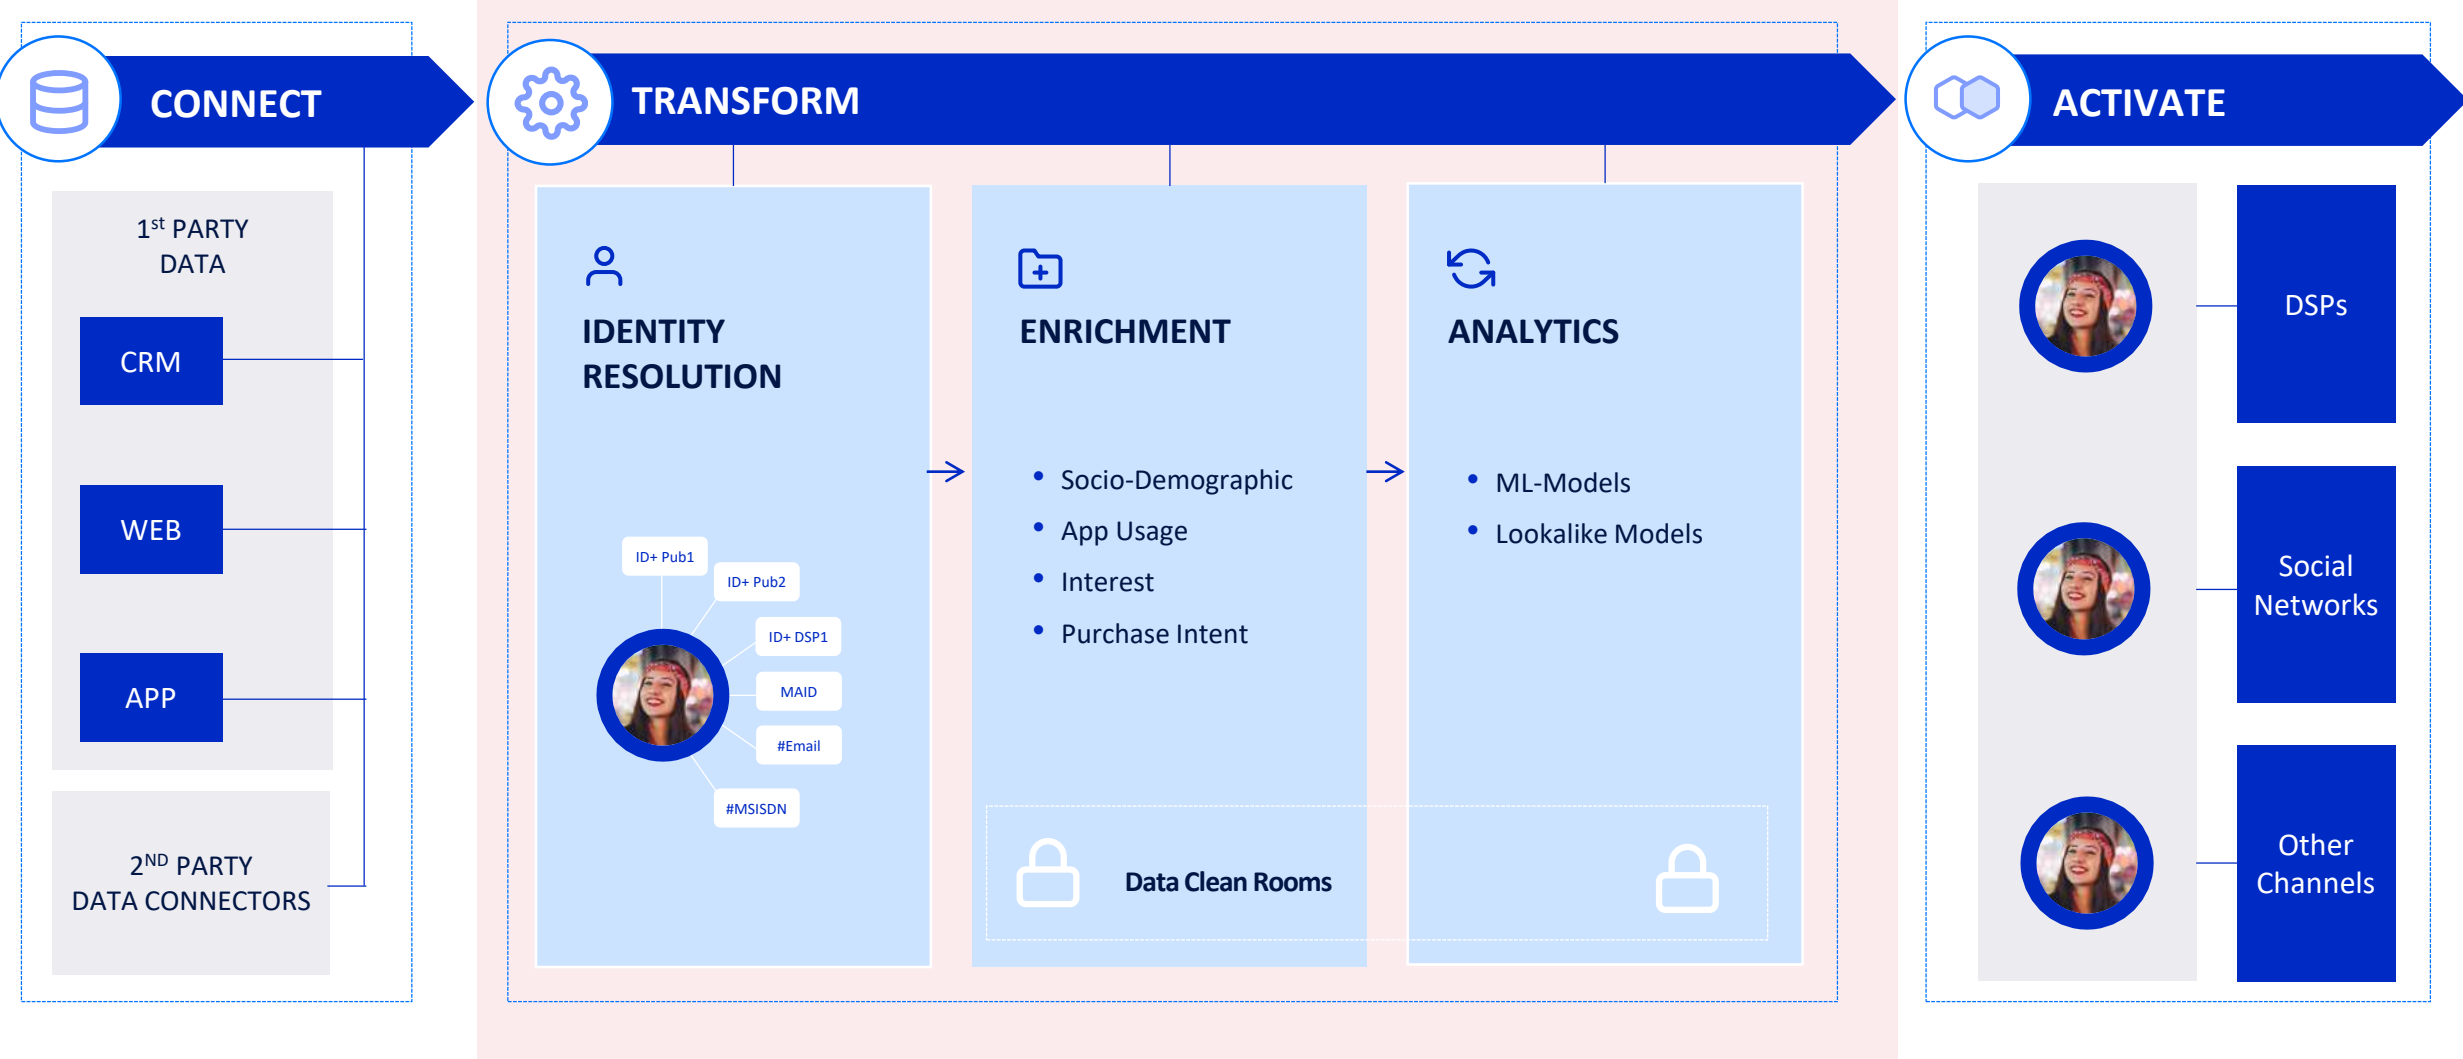 CONNECT
1st PARTY
DATA
CRM
WEB
APP
2ND PARTY
DATA CONNECTORS
TRANSFORM
IDENTITY
RESOLUTION
ID+ Pub1
ID+ Pub2
ID+ DSP1
MAID
#Email
#MSISDN
ENRICHMENT
• Socio-Demographic
• App Usage
• Interest
• Purchase Intent
ANALYTICS
• ML-Models
• Lookalike Models
Data Clean Rooms
ACTIVATE
DSPs
Social
Networks
Other
Channels